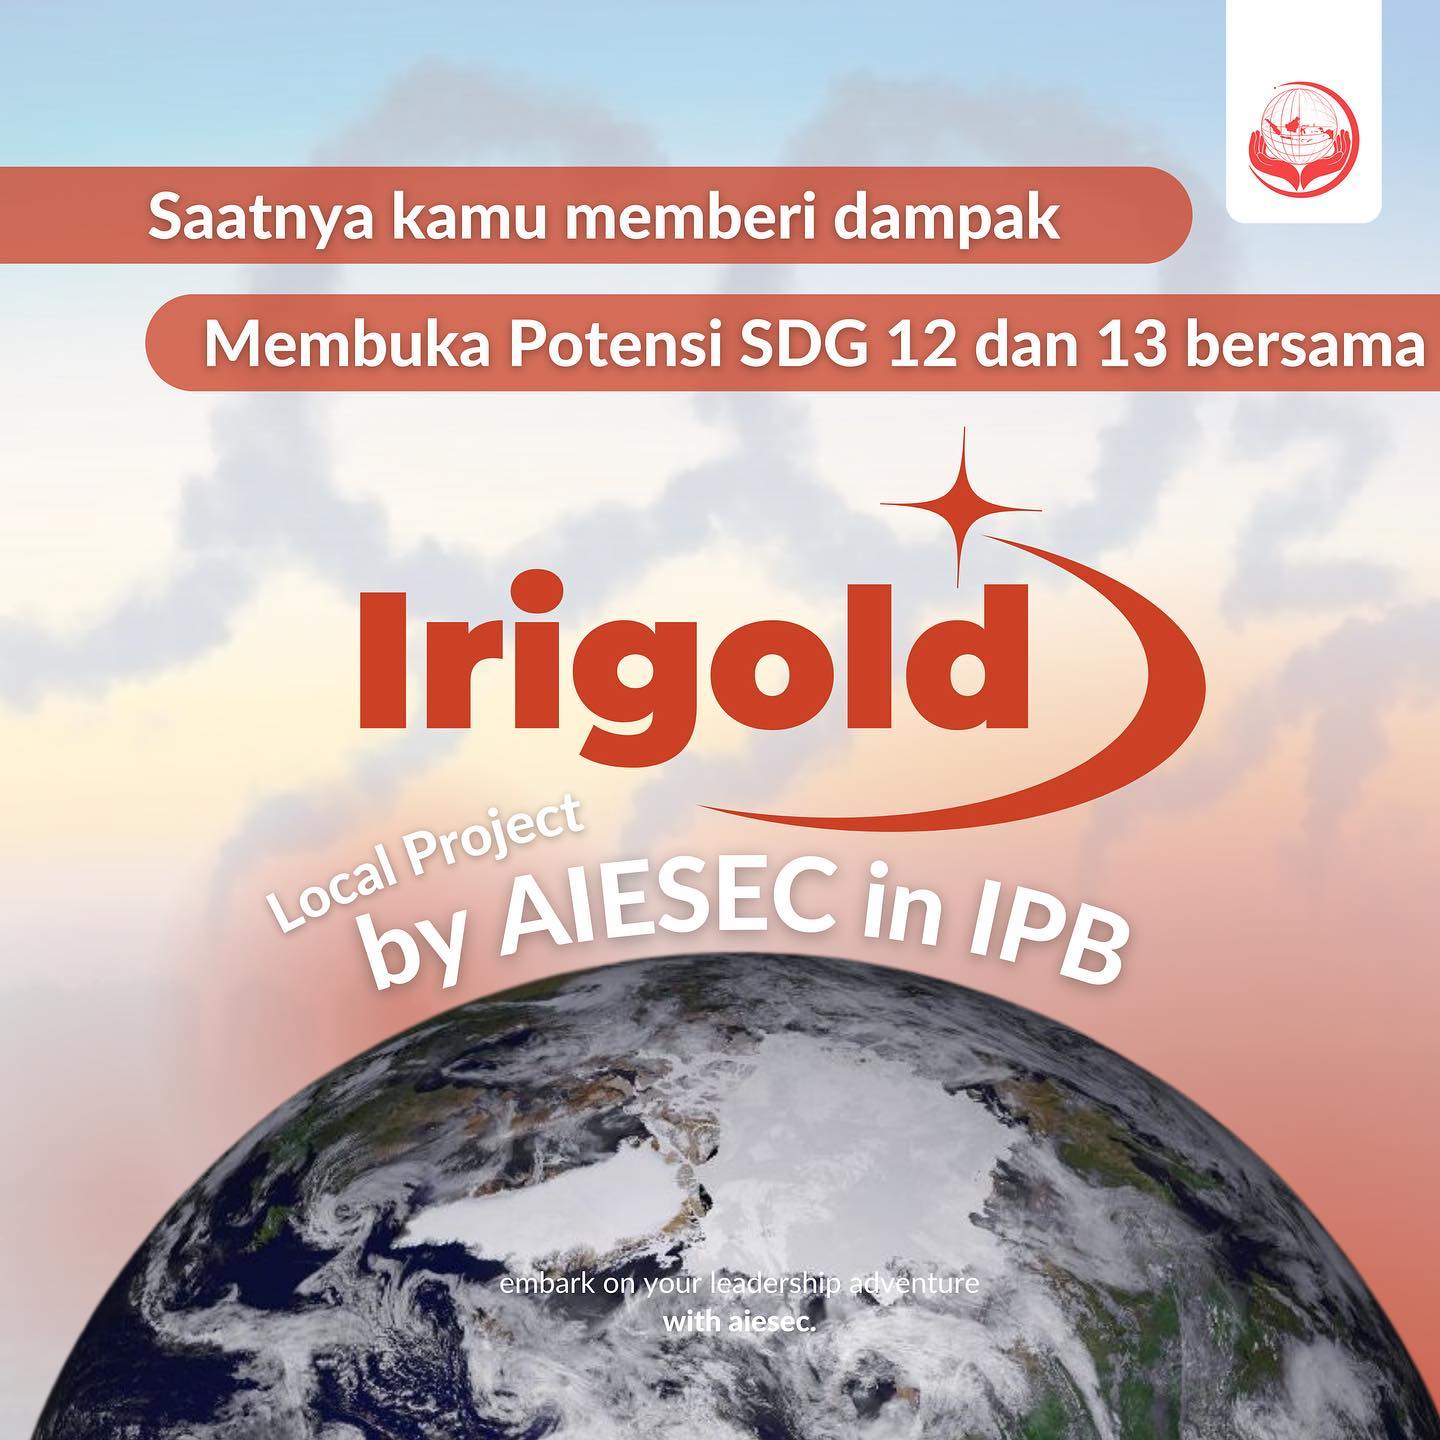 Saatnya kamu memberi dampak
Membuka Potensi SDG 12 dan 13 bersama
Irigold
Local Project
by AIESEC in IPB
embark on your leadership adventure
with aiesec.